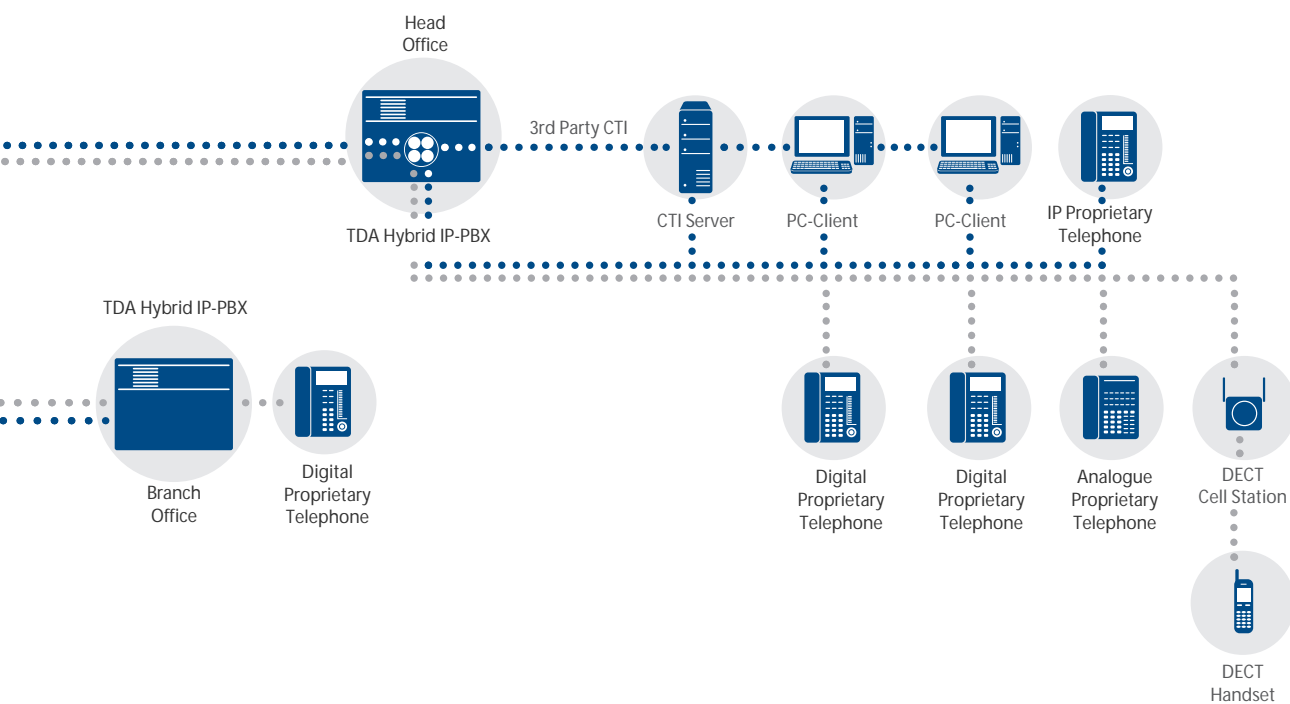 Head
Office
3rd Party CTI
TDA Hybrid IP-PBX
CTI Server
PC-Client
PC-Client
IP Proprietary
Telephone
TDA Hybrid IP-PBX
Branch
Office
Digital
Proprietary
Telephone
Digital
Proprietary
Telephone
Digital
Proprietary
Telephone
Analogue
Proprietary
Telephone
DECT
Cell Station
DECT
Handset